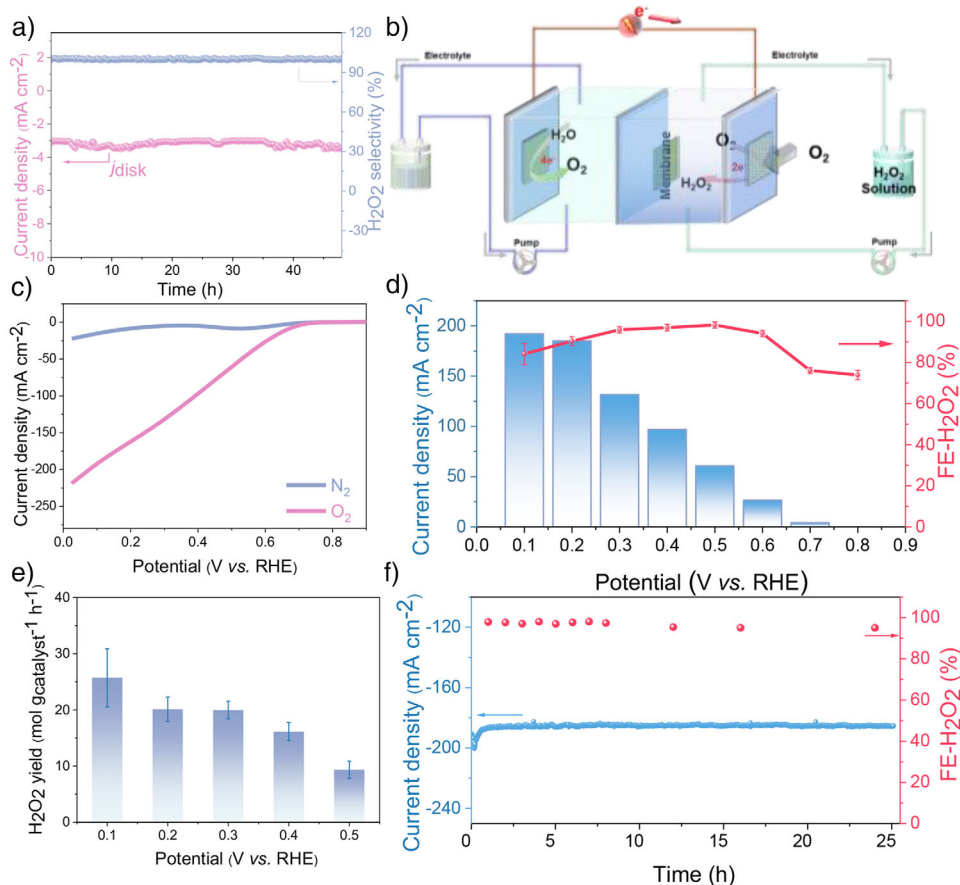 a)
Current density (mA cm-2)
2
0
-2
-4
-6
-8
-10
jdisk
120
90
60
30
0
-30
H2O2 selectivity (%)
0
10
20
30
40
Time (h)
b)
e-
Electrolyte
Electrolyte
H2O
4e-
O2
Membrane
O2
2e-
H2O2
O2
H2O2
Solution
Pump
Pump
c)
Current density (mA cm-2)
0
-50
-100
-150
-200
-250
N2
O2
0.0
0.2
0.4
0.6
0.8
Potential (V vs. RHE)
d)
Current density (mA cm-2)
200
150
100
50
0
100
80
60
40
20
0
FE-H2O2 (%)
0.0
0.1
0.2
0.3
0.4
0.5
0.6
0.7
0.8
0.9
Potential (V vs. RHE)
e)
H2O2 yield (mol gcatalyst-1 h-1)
40
30
20
10
0
0.1
0.2
0.3
0.4
0.5
Potential (V vs. RHE)
f)
Current density (mA cm-2)
-120
-160
-200
-240
100
80
60
40
20
0
FE-H2O2 (%)
0
5
10
15
20
25
Time (h)